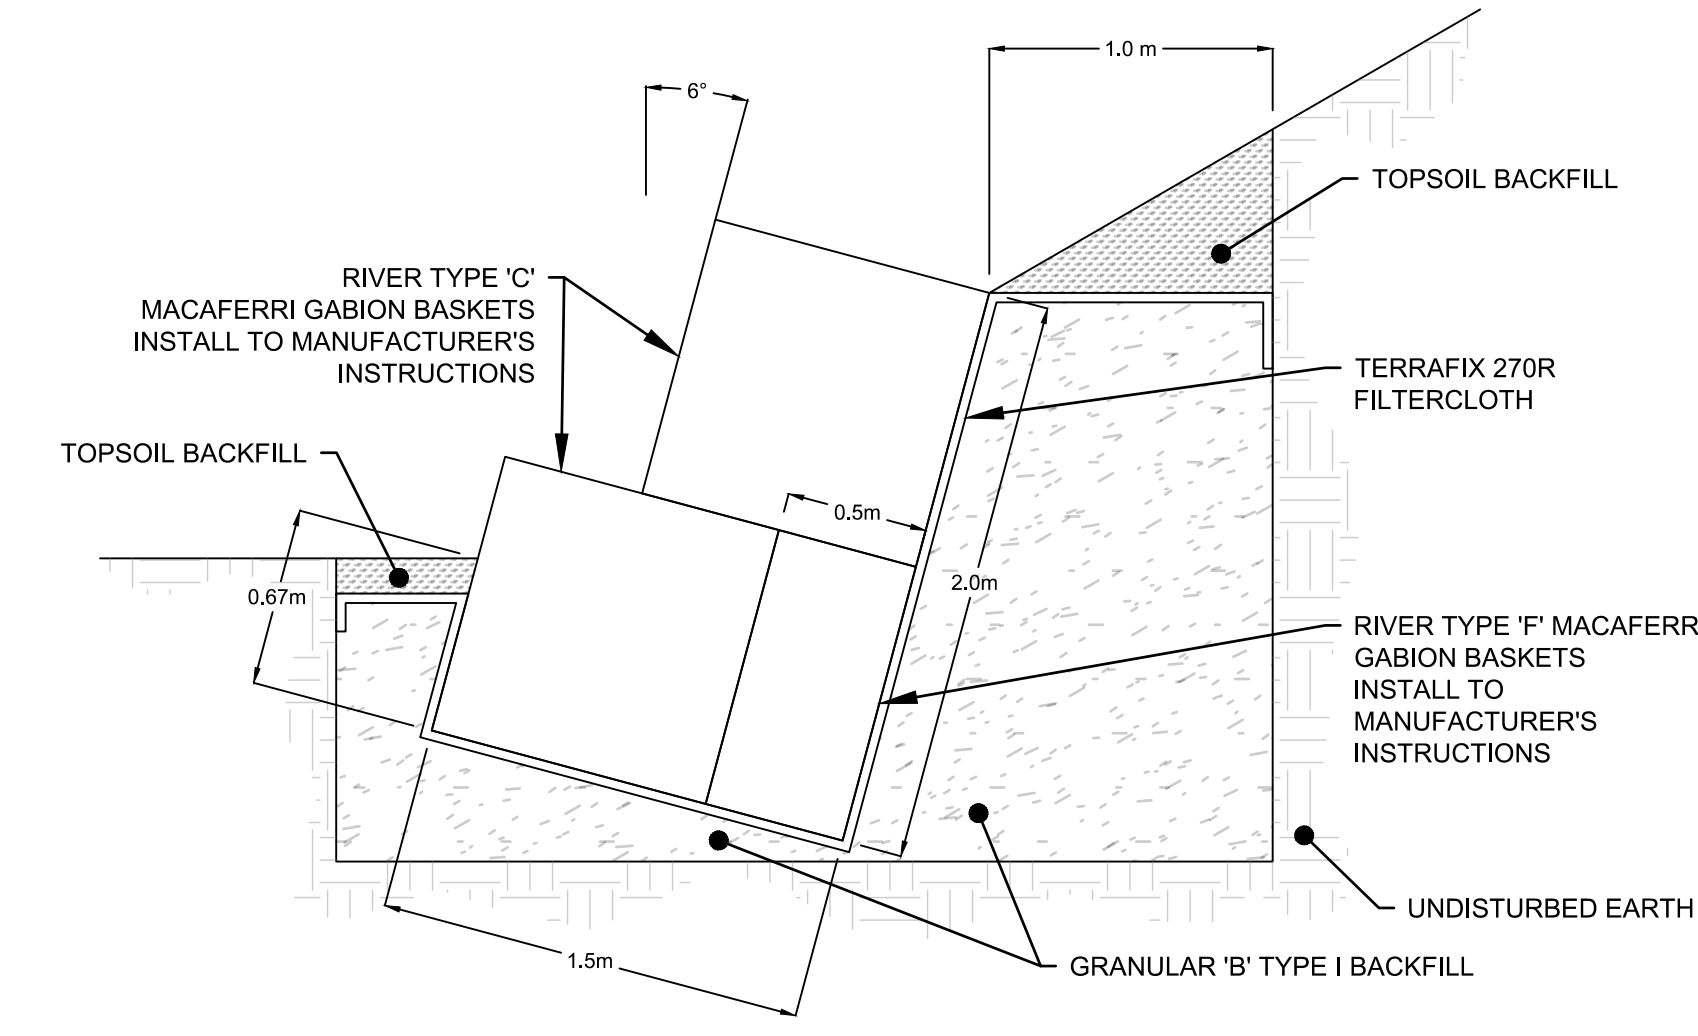 1.0 m
6°
TOPSOIL BACKFILL
RIVER TYPE 'C'
MACAFERRI GABION BASKETS
INSTALL TO MANUFACTURER'S
INSTRUCTIONS
TERRAFIX 270R
FILTERCLOTH
TOPSOIL BACKFILL
0.5m
2.0m
0.67m
RIVER TYPE 'F' MACAFERR
GABION BASKETS
INSTALL TO
MANUFACTURER'S
INSTRUCTIONS
UNDISTURBED EARTH
1.5m
GRANULAR 'B' TYPE I BACKFILL